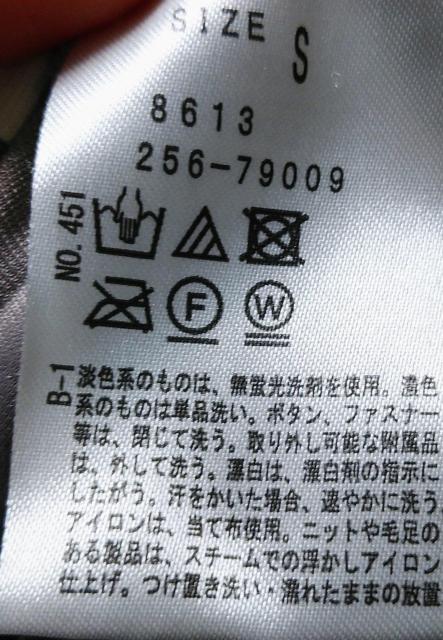 SIZE S
8613
256-79009
NO. 451
F W
B-1
淡色系のものは、無蛍光洗剤を使用。濃色
系のものは単品洗い。ボタン、ファスナー
等は、閉じて洗う。取り外し可能な附属品
は、外して洗う。漂白は、漂白剤の指示に
したがう。汗をかいた場合、速やかに洗う
アイロンは、当て布使用。ニットや毛足の
ある製品は、スチームでの浮かしアイロン
仕上げ。つけ置き洗い・濡れたままの放置